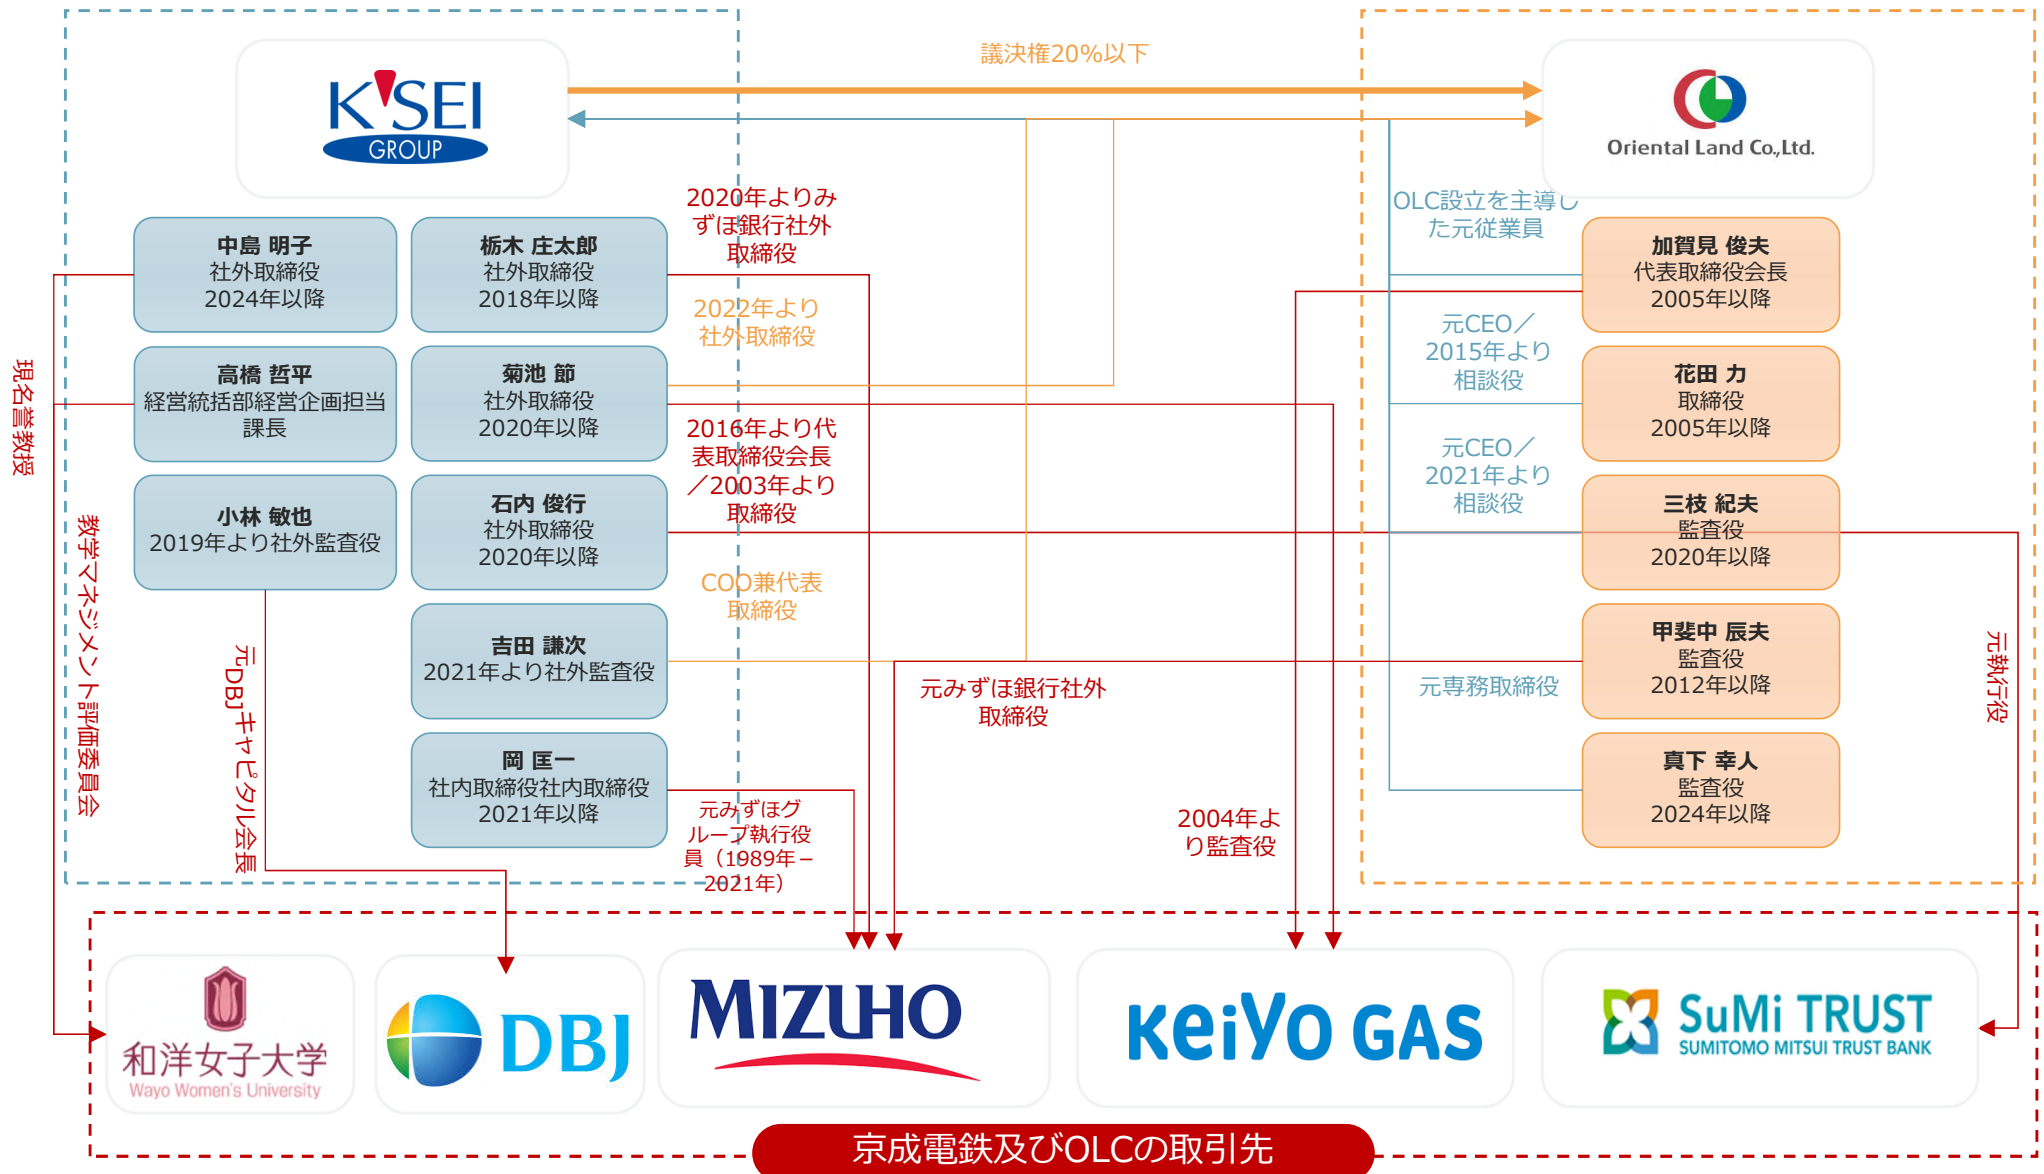 K'SEI
GROUP
議決権20%以下
Oriental Land Co.,Ltd.
中島 明子
社外取締役
2024年以降
栃木 庄太郎
社外取締役
2018年以降
高橋 哲平
経営統括部経営企画担当
課長
菊池 節
社外取締役
2020年以降
小林 敏也
2019年より社外監査役
石内 俊行
社外取締役
2020年以降
吉田 謙次
2021年より社外監査役
岡 匡一
社内取締役社内取締役
2021年以降
2020年よりみ
ずほ銀行社外
取締役
2022年より
社外取締役
2016年より代
表取締役会長
／2003年より
取締役
COO兼代表
取締役
元みずほグ
ループ執行役
員（1989年－
2021年）
元みずほ銀行社外
取締役
2004年よ
り監査役
OLC設立を主導し
た元従業員
元CEO／
2015年より
相談役
元CEO／
2021年より
相談役
元専務取締役
加賀見 俊夫
代表取締役会長
2005年以降
花田 力
取締役
2005年以降
三枝 紀夫
監査役
2020年以降
甲斐中 辰夫
監査役
2012年以降
真下 幸人
監査役
2024年以降
現名誉教授
教学マネジメント評価委員会
元DBJキャピタル会長
元執行役
和洋女子大学
Wayo Women's University
DBJ
MIZUHO
KeiYO GAS
SuMi TRUST
SUMITOMO MITSUI TRUST BANK
京成電鉄及びOLCの取引先